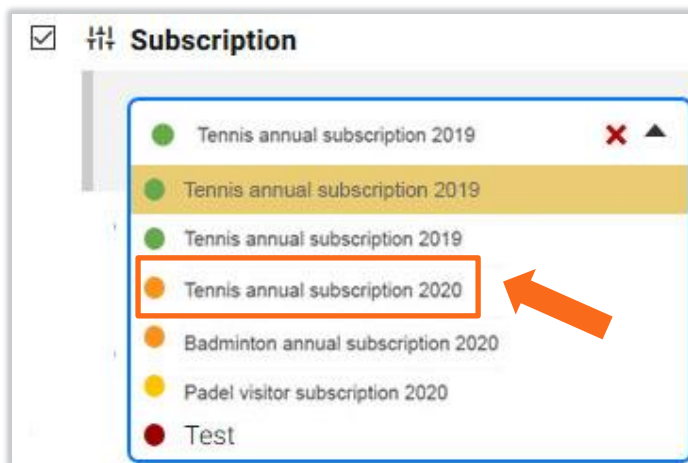 Subscription
Tennis annual subscription 2019
Tennis annual subscription 2019
Tennis annual subscription 2019
Tennis annual subscription 2020
Badminton annual subscription 2020
Padel visitor subscription 2020
Test